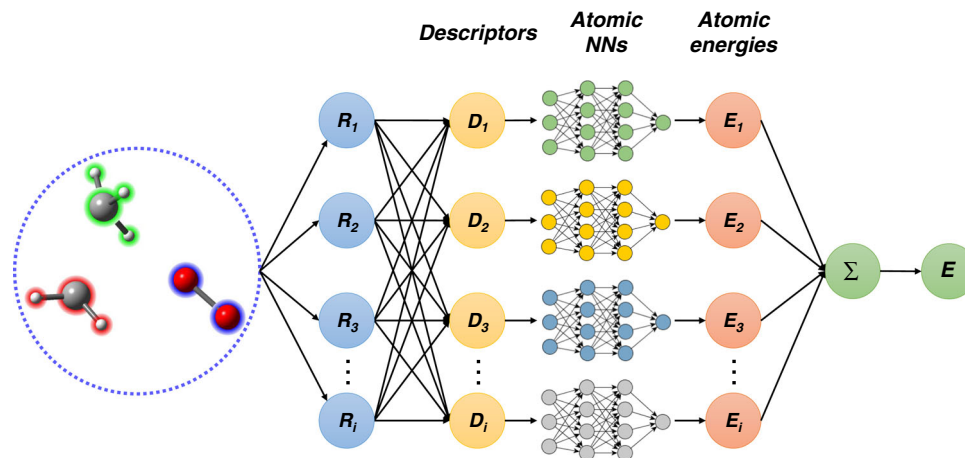 Descriptors
Atomic
NNs
Atomic
energies
R1
D1
E1
R2
D2
E2
Σ
E
R3
D3
E3
Ri
Di
Ei